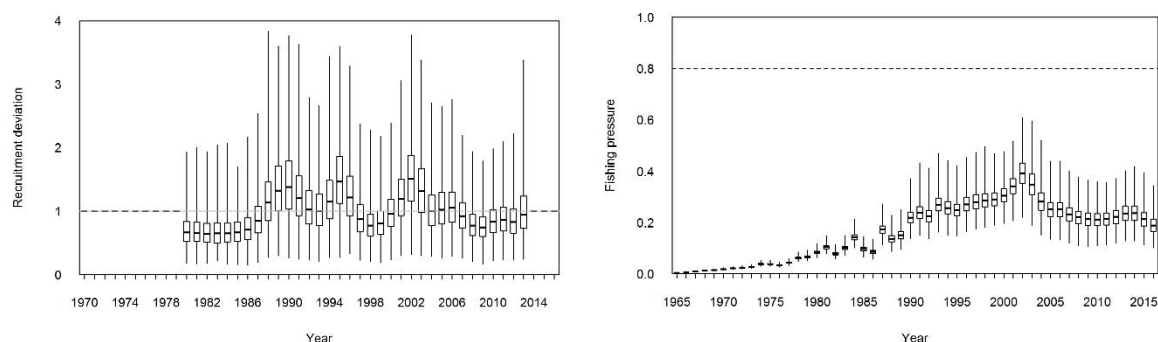 Recruitment deviation
4
3
2
1
0
1970 1974 1978 1982 1986 1990 1994 1998 2002 2006 2010 2014
Year
Fishing pressure
1.0
0.8
0.6
0.4
0.2
0.0
1965 1970 1975 1980 1985 1990 1995 2000 2005 2010 2015
Year